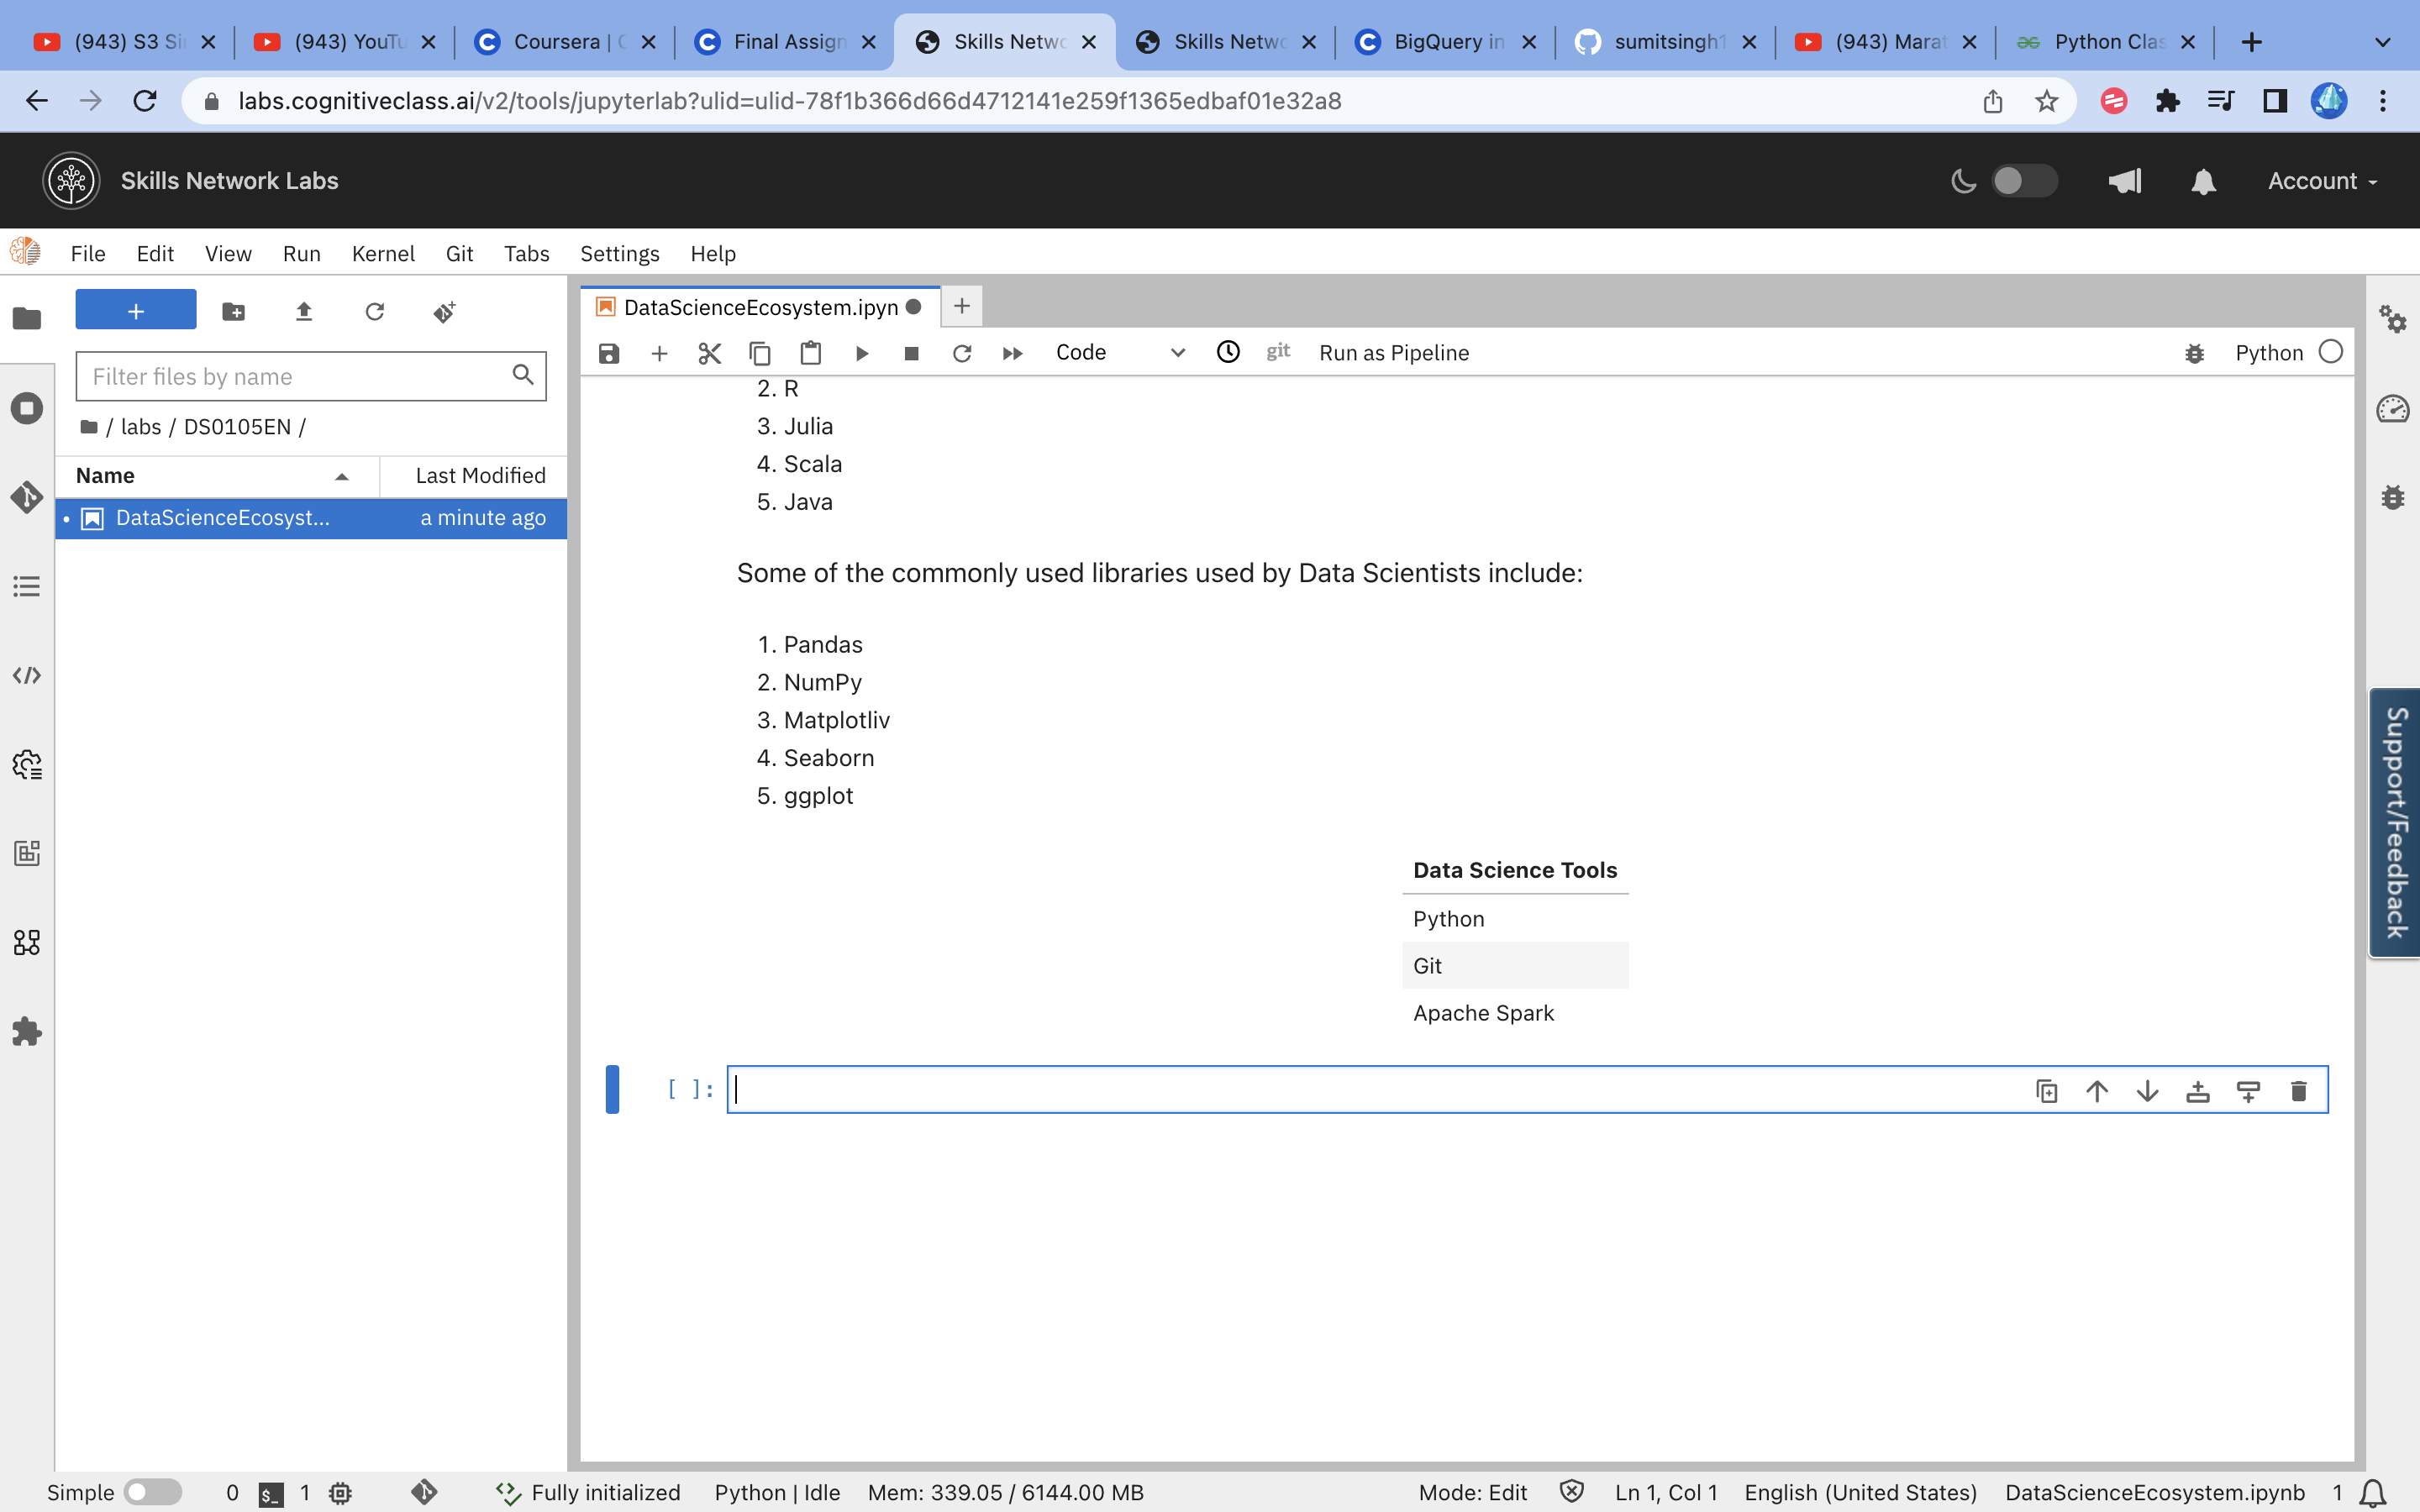 (943) S3 Sir
(943) YouTu
Coursera | C
Final Assign
Skills Netwo
Skills Netwo
BigQuery in
sumitsingh1
(943) Marat
Python Clas
labs.cognitiveclass.ai/v2/tools/jupyterlab?ulid=ulid-78f1b366d66d4712141e259f1365edbaf01e32a8
Skills Network Labs
Account
File Edit View Run Kernel Git Tabs Settings Help
Filter files by name
/ labs / DS0105EN /
Name Last Modified
DataScienceEcosyst... a minute ago
DataScienceEcosystem.ipyn
Code
git
Run as Pipeline
Python
2. R
3. Julia
4. Scala
5. Java
Some of the commonly used libraries used by Data Scientists include:
1. Pandas
2. NumPy
3. Matplotliv
4. Seaborn
5. ggplot
Data Science Tools
Python
Git
Apache Spark
[ ]:
Support/Feedback
Simple 0 $_ 1 Fully initialized Python | Idle Mem: 339.05 / 6144.00 MB Mode: Edit Ln 1, Col 1 English (United States) DataScienceEcosystem.ipynb 1